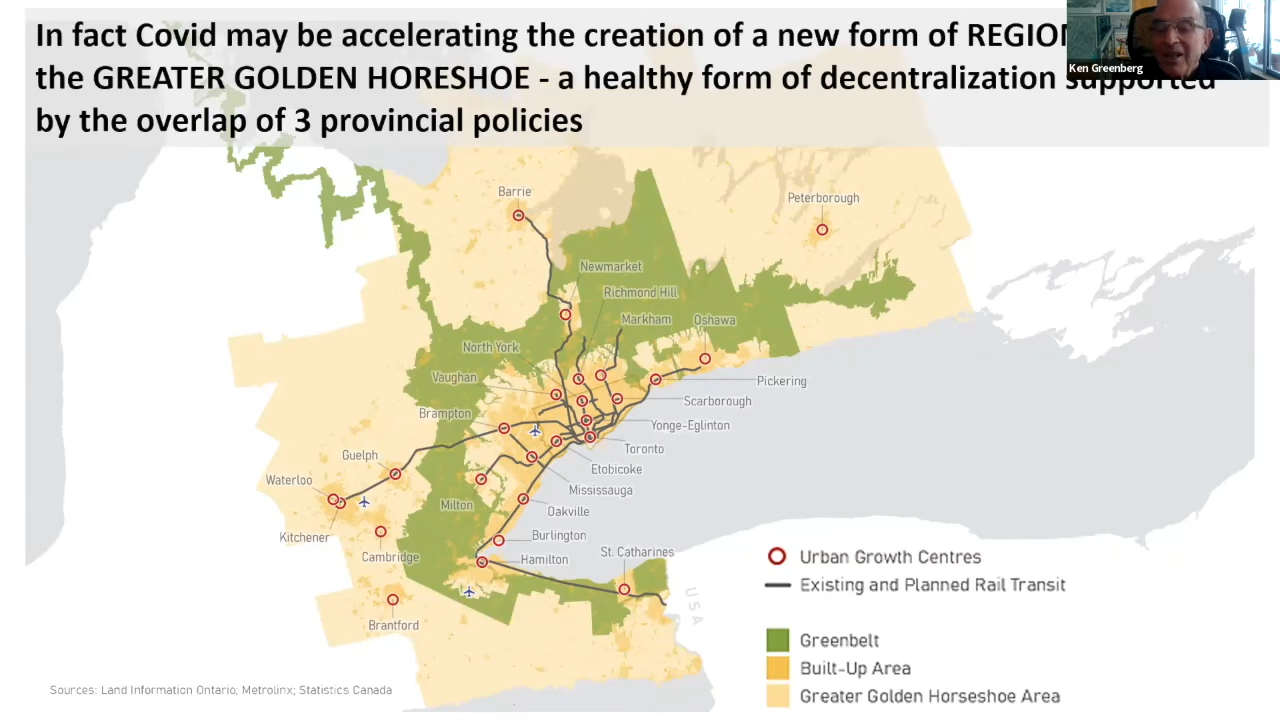 In fact Covid may be accelerating the creation of a new form of
Ken Greenberg
the GREATER GOLDEN HORESHOE - a healthy form of decentralization supported
by the overlap of 3 provincial policies
Barrie
Peterborough
Newmarket
Richmond Hill
Markham
Oshawa
North York
Vaughan
Pickering
Scarborough
Brampton
Yonge-Eglinton
Toronto
Guelph
Etobicoke
Waterloo
Mississauga
Milton
Oakville
Kitchener
Burlington
Cambridge
Hamilton
St. Catharines
USA
Brantford
Urban Growth Centres
Existing and Planned Rail Transit
Greenbelt
Built-Up Area
Greater Golden Horseshoe Area
Sources: Land Information Ontario; Metrolinx; Statistics Canada